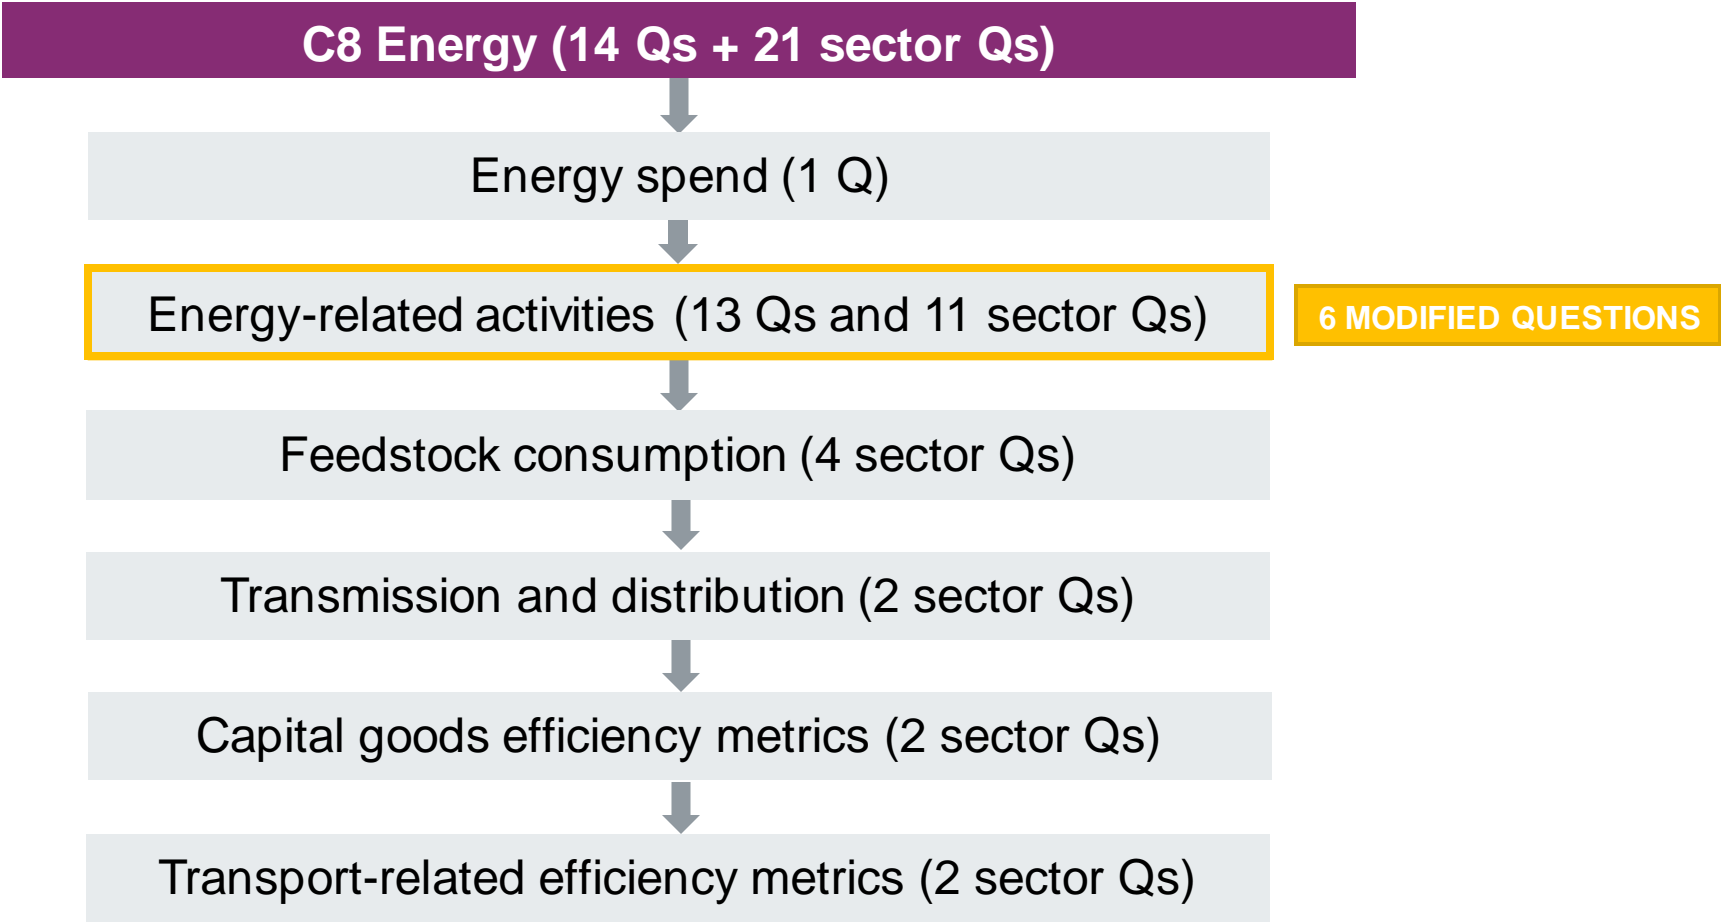 C8 Energy (14 Qs + 21 sector Qs)
Energy spend (1 Q)
Energy-related activities (13 Qs and 11 sector Qs)
6 MODIFIED QUESTIONS
Feedstock consumption (4 sector Qs)
Transmission and distribution (2 sector Qs)
Capital goods efficiency metrics (2 sector Qs)
Transport-related efficiency metrics (2 sector Qs)